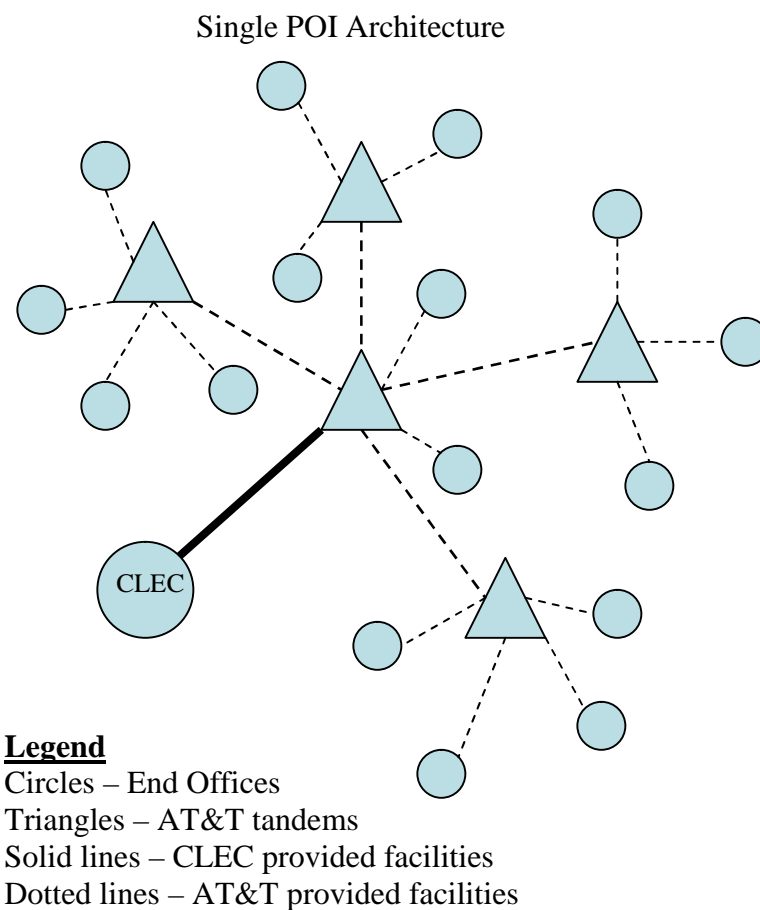 Single POI Architecture
CLEC
Legend
Circles – End Offices
Triangles – AT&T tandems
Solid lines – CLEC provided facilities
Dotted lines – AT&T provided facilities